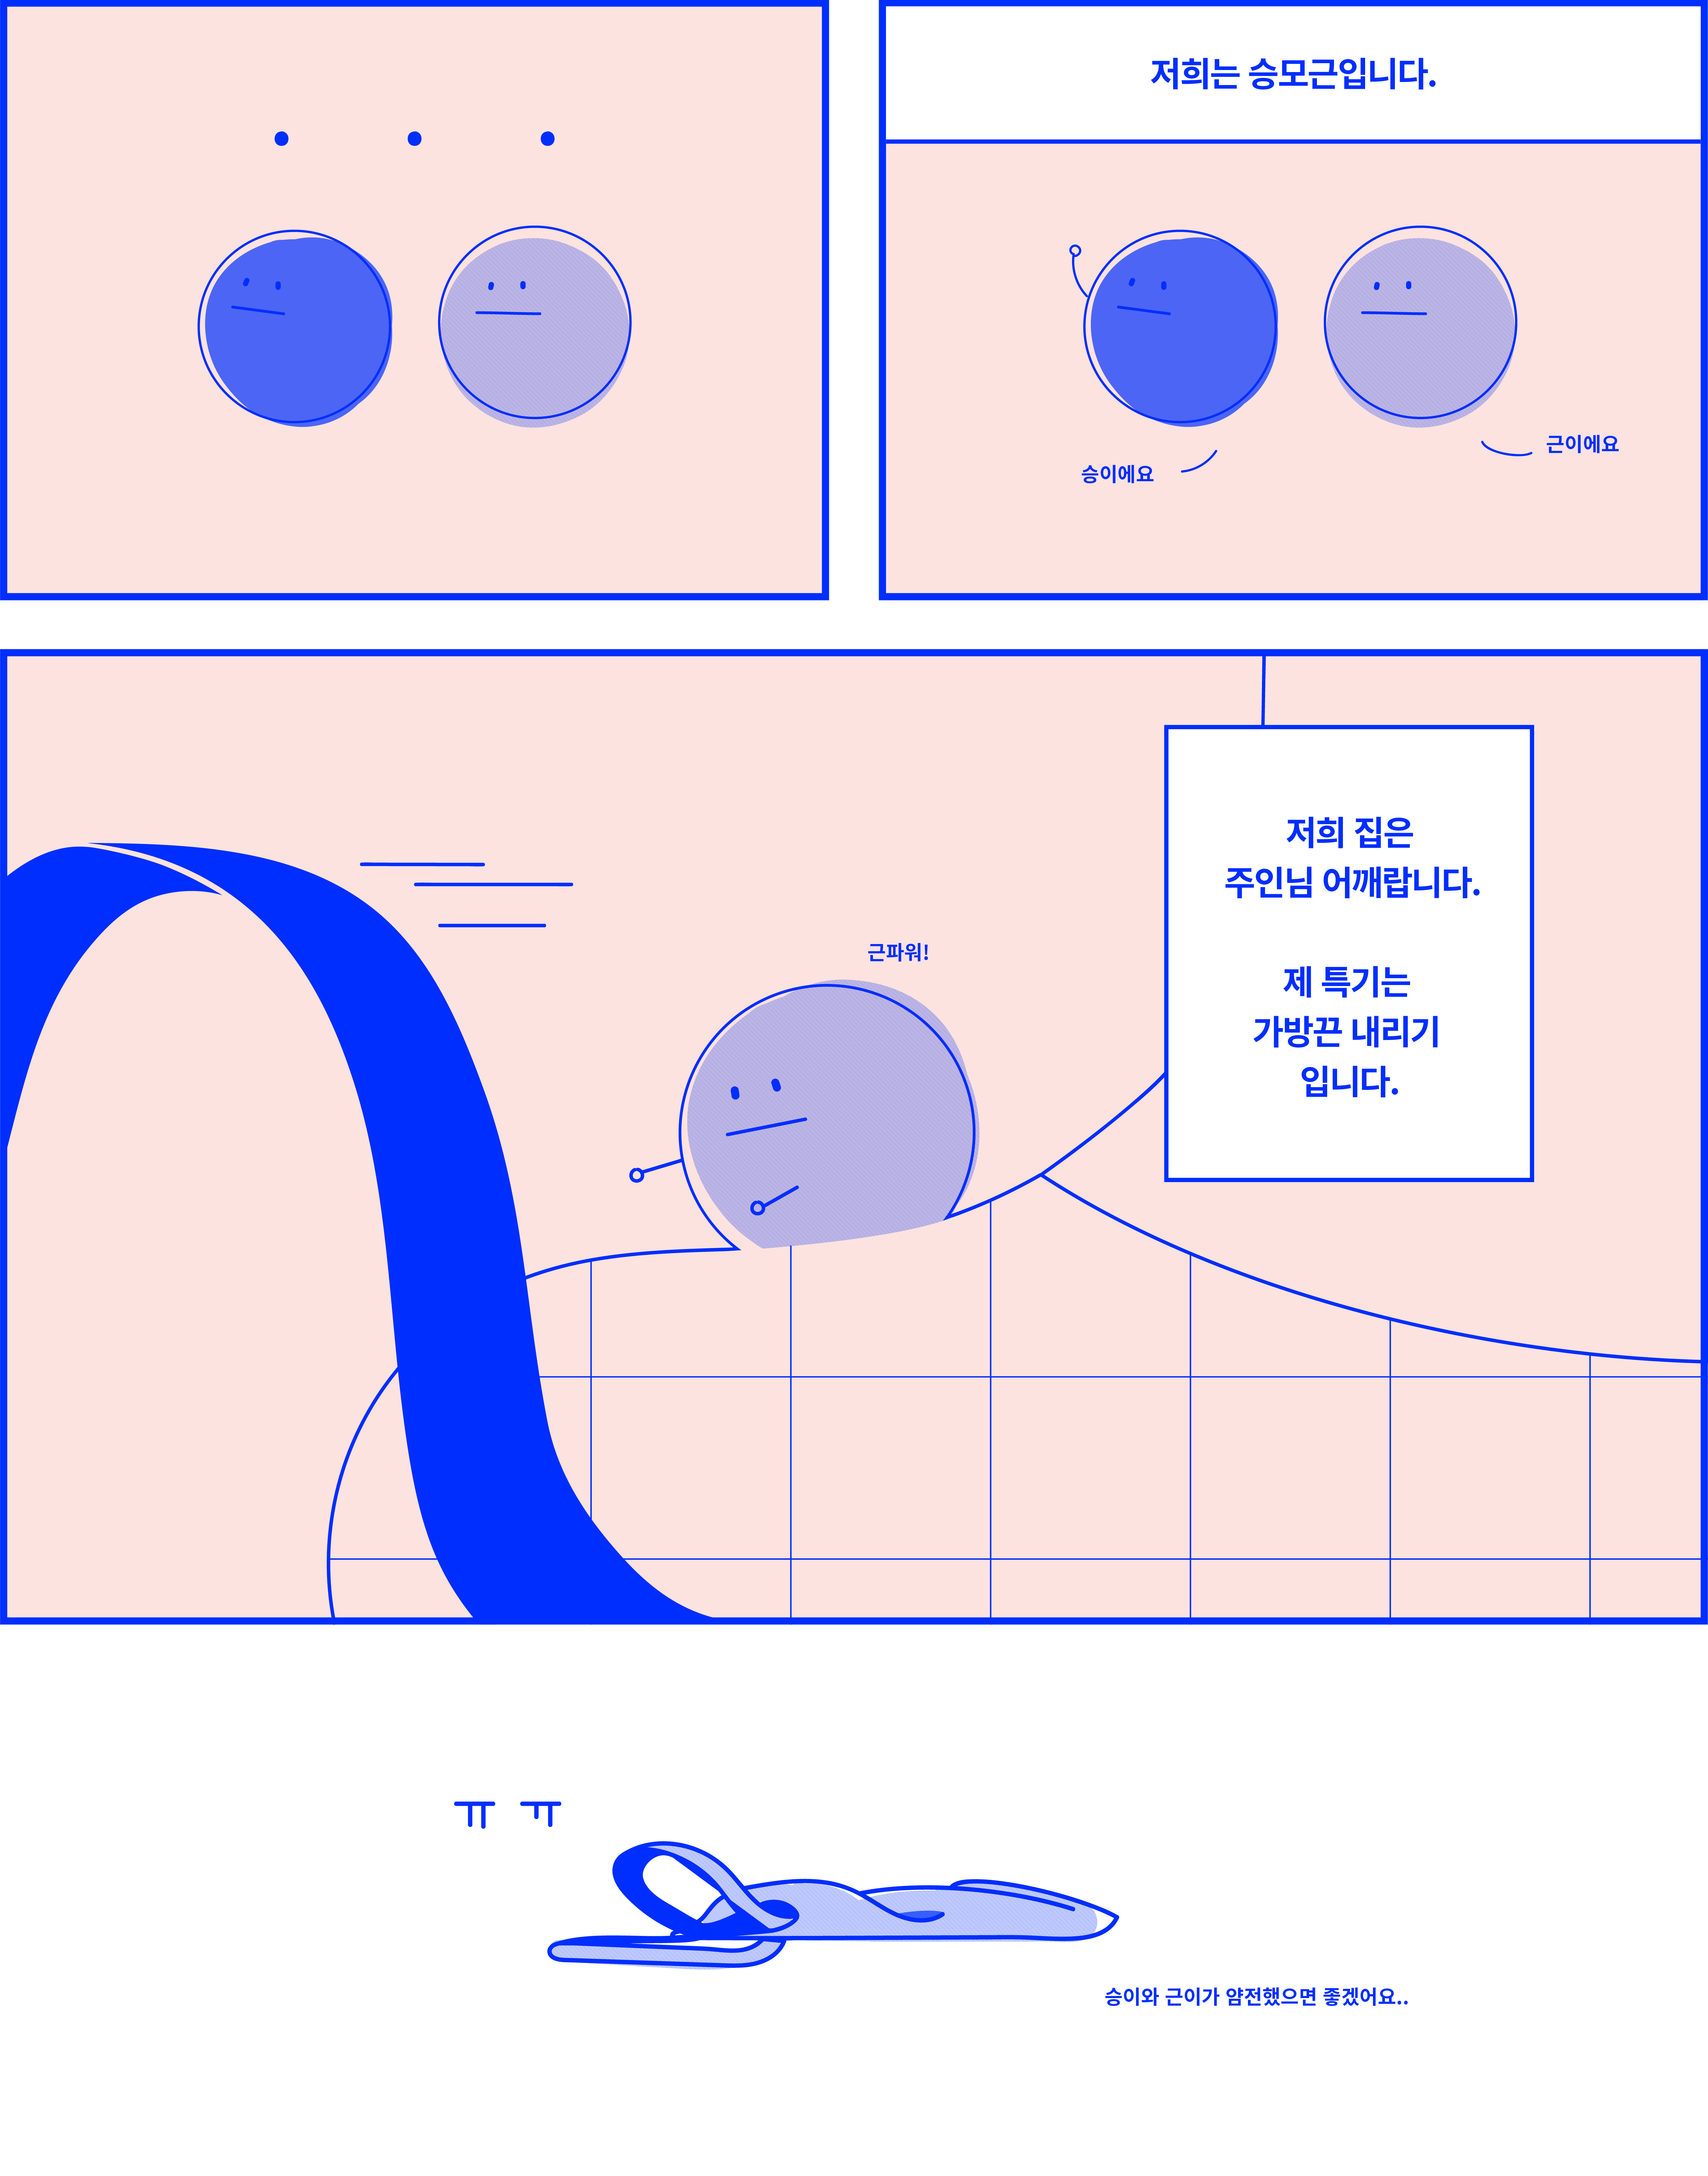 • • •
저희는 승모근입니다.
승이에요
근이에요
저희 집은
주인님 어깨랍니다.
제 특기는
가방끈 내리기
입니다.
근파워!
ㅠ ㅠ
승이와 근이가 얌전했으면 좋겠어요..